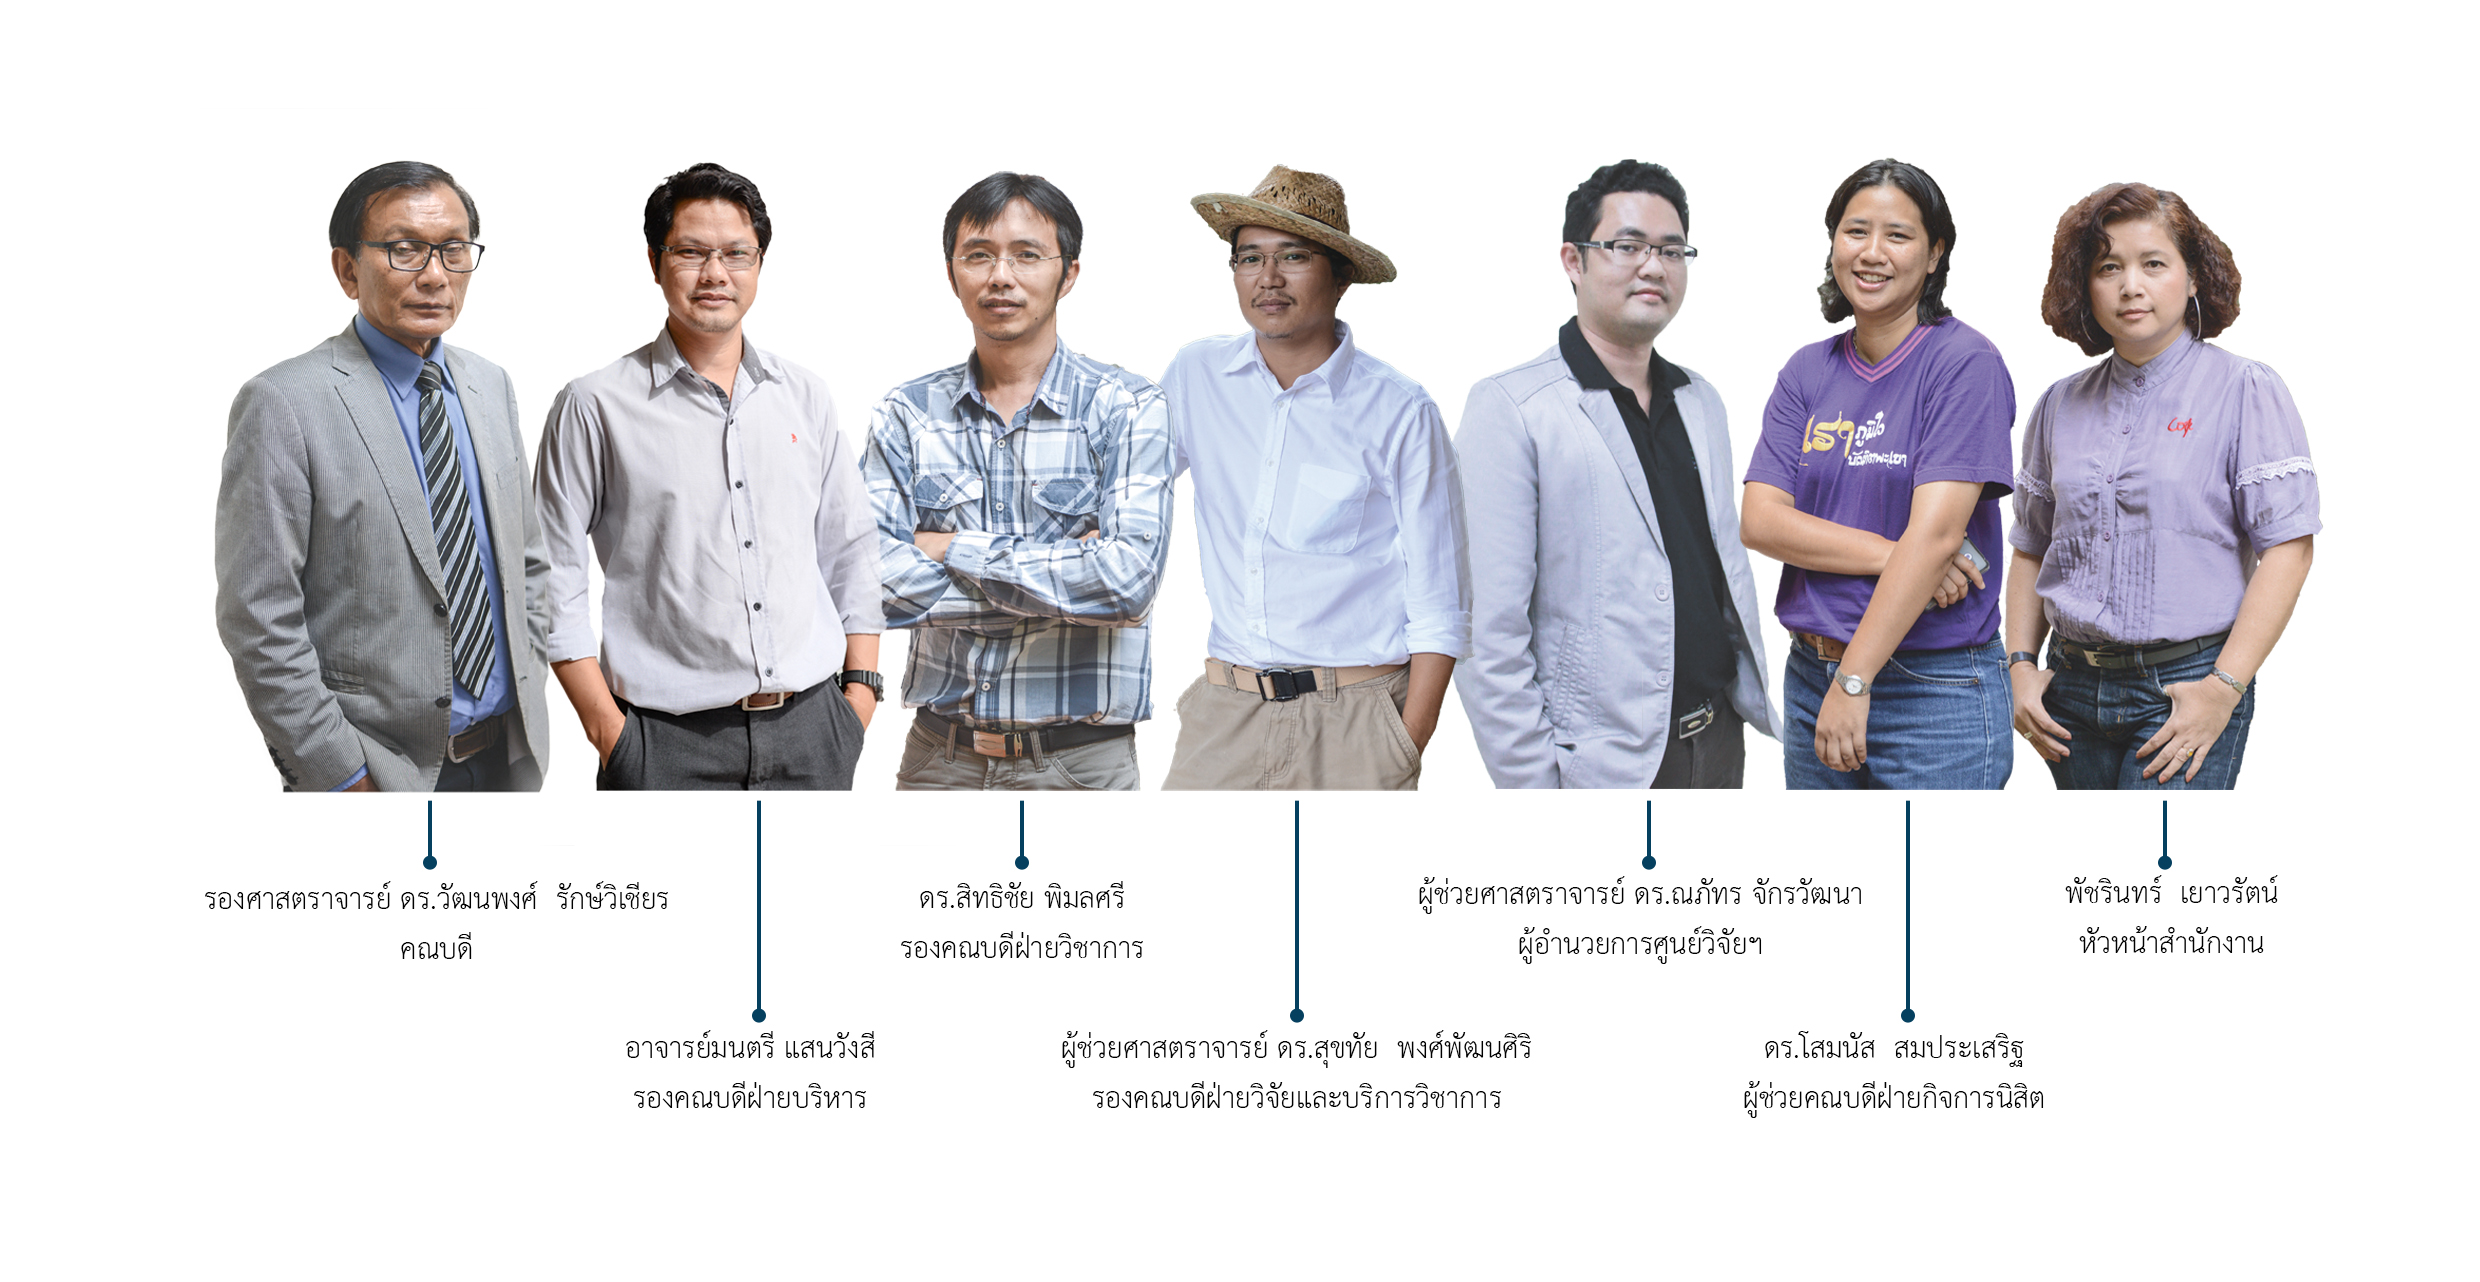 เรา
ภูมิใจ
Cofe
รองศาสตราจารย์ ดร.วัฒนพงศ์ รักษ์วิเชียร
คณบดี
อาจารย์มนตรี แสนวังสี
รองคณบดีฝ่ายบริหาร
ดร.สิทธิชัย พิมลศรี
รองคณบดีฝ่ายวิชาการ
ผู้ช่วยศาสตราจารย์ ดร.สุขทัย พงศ์พัฒนศิริ
รองคณบดีฝ่ายวิจัยและบริการวิชาการ
ผู้ช่วยศาสตราจารย์ ดร.ณภัทร จักรวัฒนา
ผู้อำนวยการศูนย์วิจัยฯ
ดร.โสมนัส สมประเสริฐ
ผู้ช่วยคณบดีฝ่ายกิจการนิสิต
พัชรินทร์ เยาวรัตน์
หัวหน้าสำนักงาน